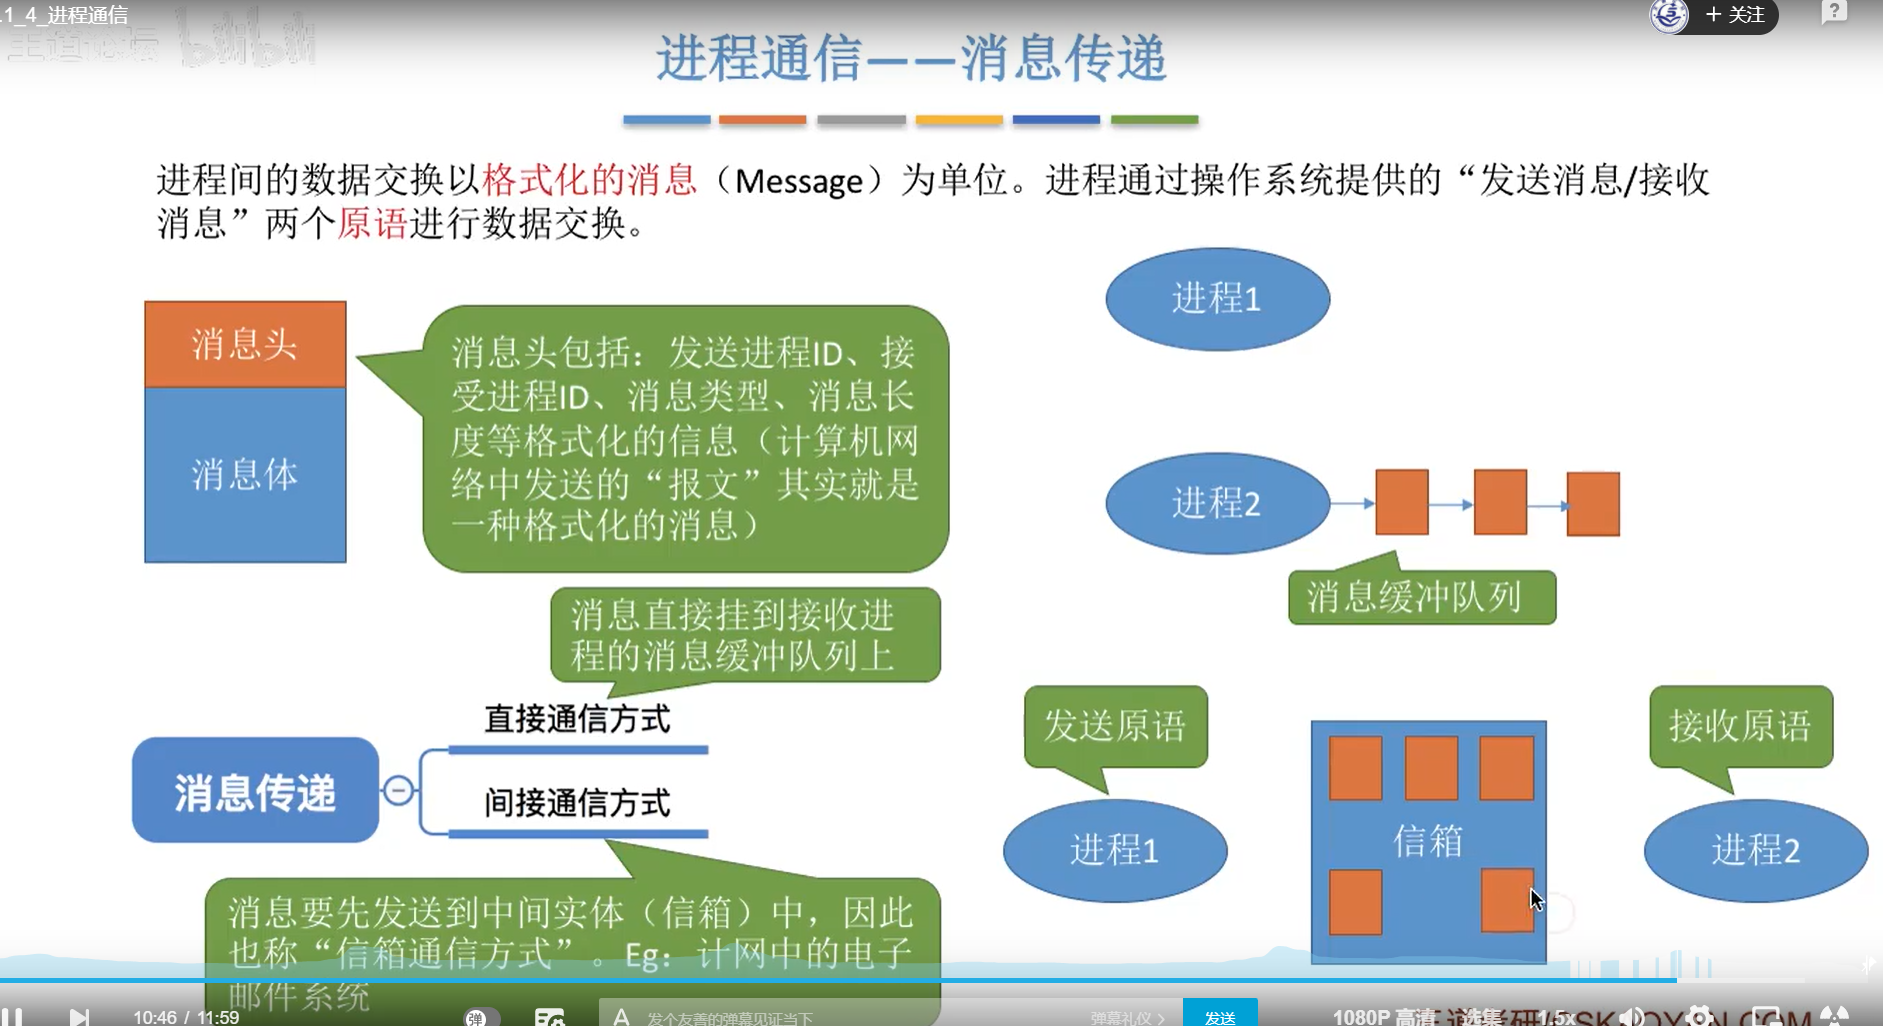 .1_4_进程通信
王道论坛 bilibili
+ 关注
?
进程通信——消息传递
进程间的数据交换以格式化的消息（Message）为单位。进程通过操作系统提供的“发送消息/接收
消息”两个原语进行数据交换。
消息头
消息体
消息头包括：发送进程ID、接
受进程ID、消息类型、消息长
度等格式化的信息（计算机网
络中发送的“报文”其实就是
一种格式化的消息）
进程1
进程2
消息缓冲队列
消息直接挂到接收进
程的消息缓冲队列上
直接通信方式
消息传递
间接通信方式
消息要先发送到中间实体（信箱）中，因此
也称“信箱通信方式”。Eg：计网中的电子
邮件系统
发送原语
接收原语
进程1
信箱
进程2
10:46 / 11:59
弹
A 发个友善的弹幕见证当下
弹幕礼仪 >
发送
1080P 高清
选集
1.5x